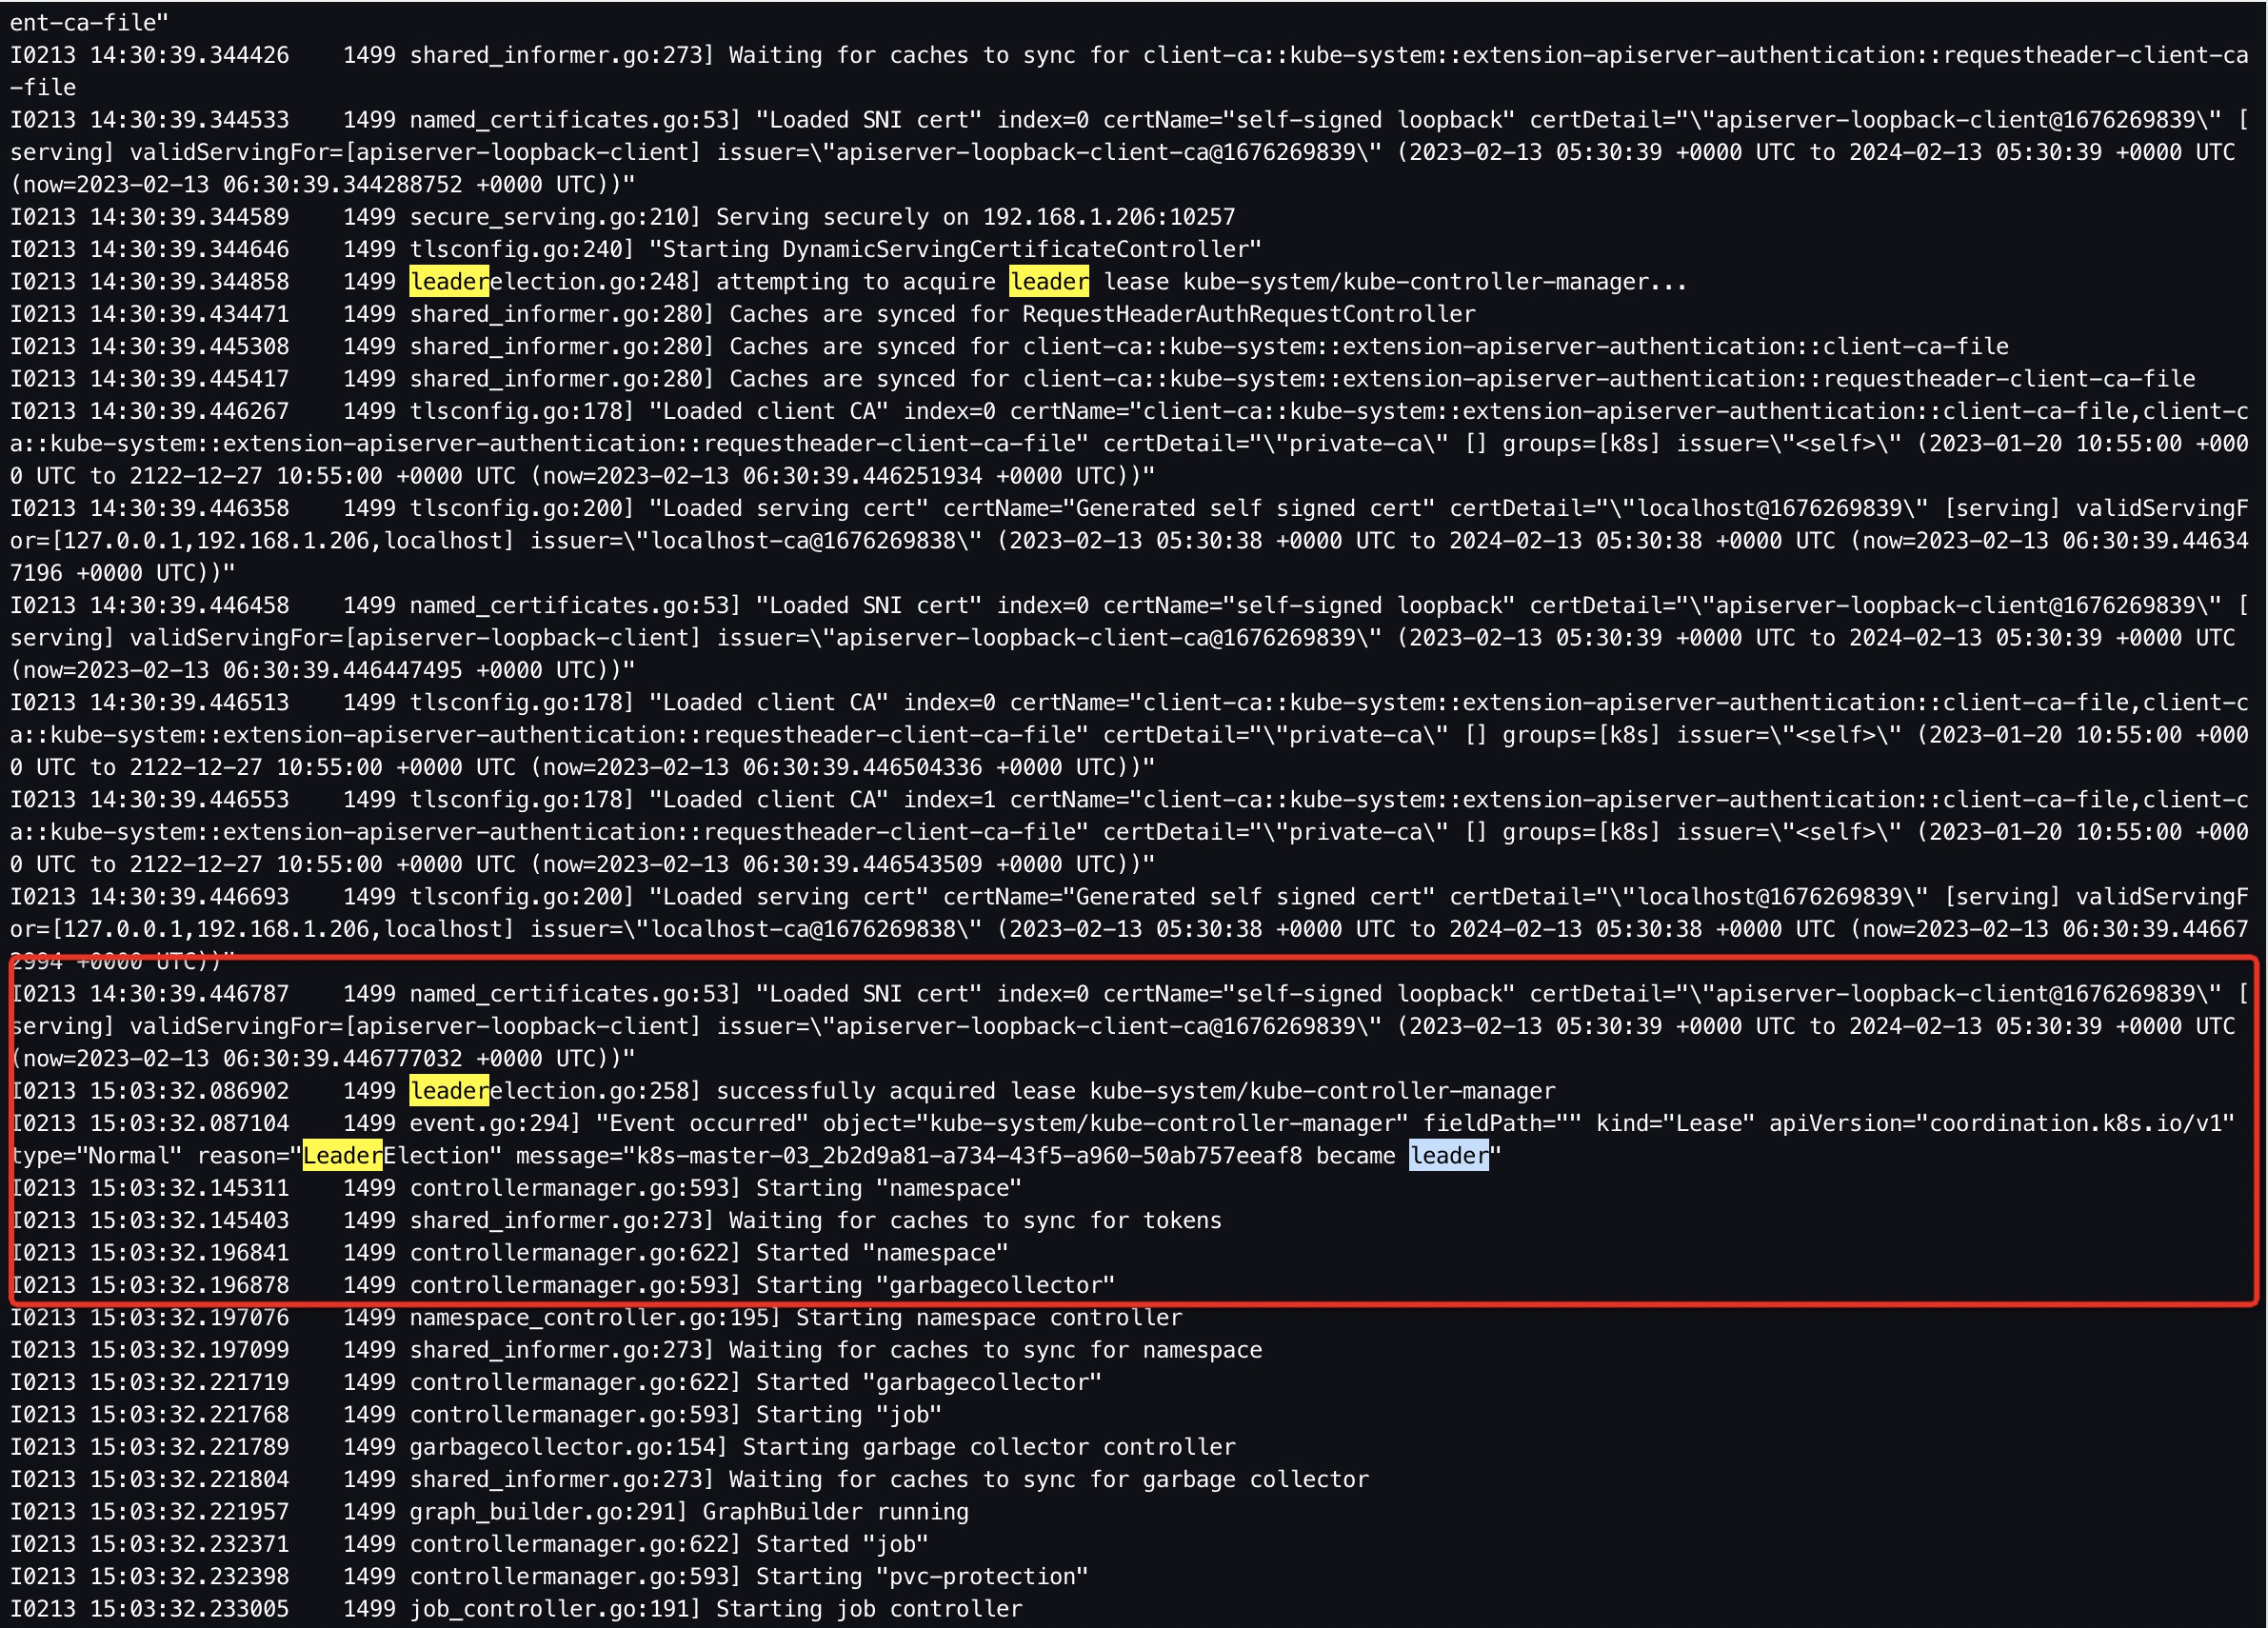 ent-ca-file"
I0213 14:30:39.344426    1499 shared_informer.go:273] Waiting for caches to sync for client-ca::kube-system::extension-apiserver-authentication::requestheader-client-ca
-file
I0213 14:30:39.344533    1499 named_certificates.go:53] "Loaded SNI cert" index=0 certName="self-signed loopback" certDetail="\"apiserver-loopback-client@1676269839\" [
serving] validServingFor=[apiserver-loopback-client] issuer=\"apiserver-loopback-client-ca@1676269839\" (2023-02-13 05:30:39 +0000 UTC to 2024-02-13 05:30:39 +0000 UTC
(now=2023-02-13 06:30:39.344288752 +0000 UTC))"
I0213 14:30:39.344589    1499 secure_serving.go:210] Serving securely on 192.168.1.206:10257
I0213 14:30:39.344646    1499 tlsconfig.go:240] "Starting DynamicServingCertificateController"
I0213 14:30:39.344858    1499 leaderelection.go:248] attempting to acquire leader lease kube-system/kube-controller-manager...
I0213 14:30:39.434471    1499 shared_informer.go:280] Caches are synced for RequestHeaderAuthRequestController
I0213 14:30:39.445308    1499 shared_informer.go:280] Caches are synced for client-ca::kube-system::extension-apiserver-authentication::client-ca-file
I0213 14:30:39.445417    1499 shared_informer.go:280] Caches are synced for client-ca::kube-system::extension-apiserver-authentication::requestheader-client-ca-file
I0213 14:30:39.446267    1499 tlsconfig.go:178] "Loaded client CA" index=0 certName="client-ca::kube-system::extension-apiserver-authentication::client-ca-file,client-c
a::kube-system::extension-apiserver-authentication::requestheader-client-ca-file" certDetail="\"private-ca\" [] groups=[k8s] issuer=\"<self>\" (2023-01-20 10:55:00 +000
0 UTC to 2122-12-27 10:55:00 +0000 UTC (now=2023-02-13 06:30:39.446251934 +0000 UTC))"
I0213 14:30:39.446358    1499 tlsconfig.go:200] "Loaded serving cert" certName="Generated self signed cert" certDetail="\"localhost@1676269839\" [serving] validServingF
or=[127.0.0.1,192.168.1.206,localhost] issuer=\"localhost-ca@1676269838\" (2023-02-13 05:30:38 +0000 UTC to 2024-02-13 05:30:38 +0000 UTC (now=2023-02-13 06:30:39.44634
7196 +0000 UTC))"
I0213 14:30:39.446458    1499 named_certificates.go:53] "Loaded SNI cert" index=0 certName="self-signed loopback" certDetail="\"apiserver-loopback-client@1676269839\" [
serving] validServingFor=[apiserver-loopback-client] issuer=\"apiserver-loopback-client-ca@1676269839\" (2023-02-13 05:30:39 +0000 UTC to 2024-02-13 05:30:39 +0000 UTC
(now=2023-02-13 06:30:39.446447495 +0000 UTC))"
I0213 14:30:39.446513    1499 tlsconfig.go:178] "Loaded client CA" index=0 certName="client-ca::kube-system::extension-apiserver-authentication::client-ca-file,client-c
a::kube-system::extension-apiserver-authentication::requestheader-client-ca-file" certDetail="\"private-ca\" [] groups=[k8s] issuer=\"<self>\" (2023-01-20 10:55:00 +000
0 UTC to 2122-12-27 10:55:00 +0000 UTC (now=2023-02-13 06:30:39.446504336 +0000 UTC))"
I0213 14:30:39.446553    1499 tlsconfig.go:178] "Loaded client CA" index=1 certName="client-ca::kube-system::extension-apiserver-authentication::client-ca-file,client-c
a::kube-system::extension-apiserver-authentication::requestheader-client-ca-file" certDetail="\"private-ca\" [] groups=[k8s] issuer=\"<self>\" (2023-01-20 10:55:00 +000
0 UTC to 2122-12-27 10:55:00 +0000 UTC (now=2023-02-13 06:30:39.446543509 +0000 UTC))"
I0213 14:30:39.446693    1499 tlsconfig.go:200] "Loaded serving cert" certName="Generated self signed cert" certDetail="\"localhost@1676269839\" [serving] validServingF
or=[127.0.0.1,192.168.1.206,localhost] issuer=\"localhost-ca@1676269838\" (2023-02-13 05:30:38 +0000 UTC to 2024-02-13 05:30:38 +0000 UTC (now=2023-02-13 06:30:39.44667
2994 +0000 UTC))"
I0213 14:30:39.446787    1499 named_certificates.go:53] "Loaded SNI cert" index=0 certName="self-signed loopback" certDetail="\"apiserver-loopback-client@1676269839\" [
serving] validServingFor=[apiserver-loopback-client] issuer=\"apiserver-loopback-client-ca@1676269839\" (2023-02-13 05:30:39 +0000 UTC to 2024-02-13 05:30:39 +0000 UTC
(now=2023-02-13 06:30:39.446777032 +0000 UTC))"
I0213 15:03:32.086902    1499 leaderelection.go:258] successfully acquired lease kube-system/kube-controller-manager
I0213 15:03:32.087104    1499 event.go:294] "Event occurred" object="kube-system/kube-controller-manager" fieldPath="" kind="Lease" apiVersion="coordination.k8s.io/v1"
type="Normal" reason="LeaderElection" message="k8s-master-03_2b2d9a81-a734-43f5-a960-50ab757eeaf8 became leader"
I0213 15:03:32.145311    1499 controllermanager.go:593] Starting "namespace"
I0213 15:03:32.145403    1499 shared_informer.go:273] Waiting for caches to sync for tokens
I0213 15:03:32.196841    1499 controllermanager.go:622] Started "namespace"
I0213 15:03:32.196878    1499 controllermanager.go:593] Starting "garbagecollector"
I0213 15:03:32.197076    1499 namespace_controller.go:195] Starting namespace controller
I0213 15:03:32.197099    1499 shared_informer.go:273] Waiting for caches to sync for namespace
I0213 15:03:32.221719    1499 controllermanager.go:622] Started "garbagecollector"
I0213 15:03:32.221768    1499 controllermanager.go:593] Starting "job"
I0213 15:03:32.221789    1499 garbagecollector.go:154] Starting garbage collector controller
I0213 15:03:32.221804    1499 shared_informer.go:273] Waiting for caches to sync for garbage collector
I0213 15:03:32.221957    1499 graph_builder.go:291] GraphBuilder running
I0213 15:03:32.232371    1499 controllermanager.go:622] Started "job"
I0213 15:03:32.232398    1499 controllermanager.go:593] Starting "pvc-protection"
I0213 15:03:32.233005    1499 job_controller.go:191] Starting job controller